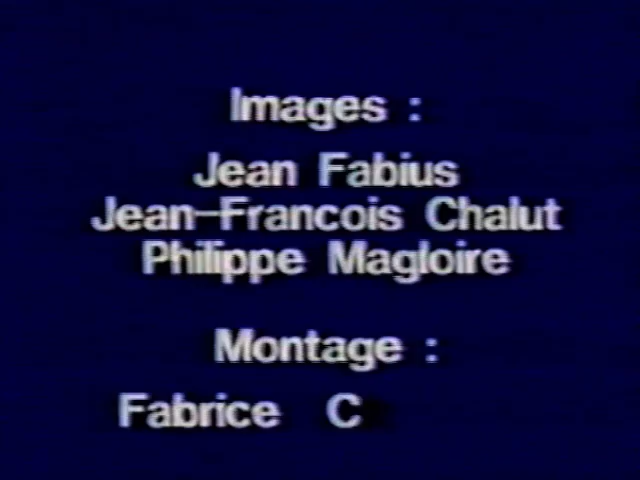 Images :
Jean Fabius
Jean-Francois Chalut
Philippe Magloire
Montage :
Fabrice C